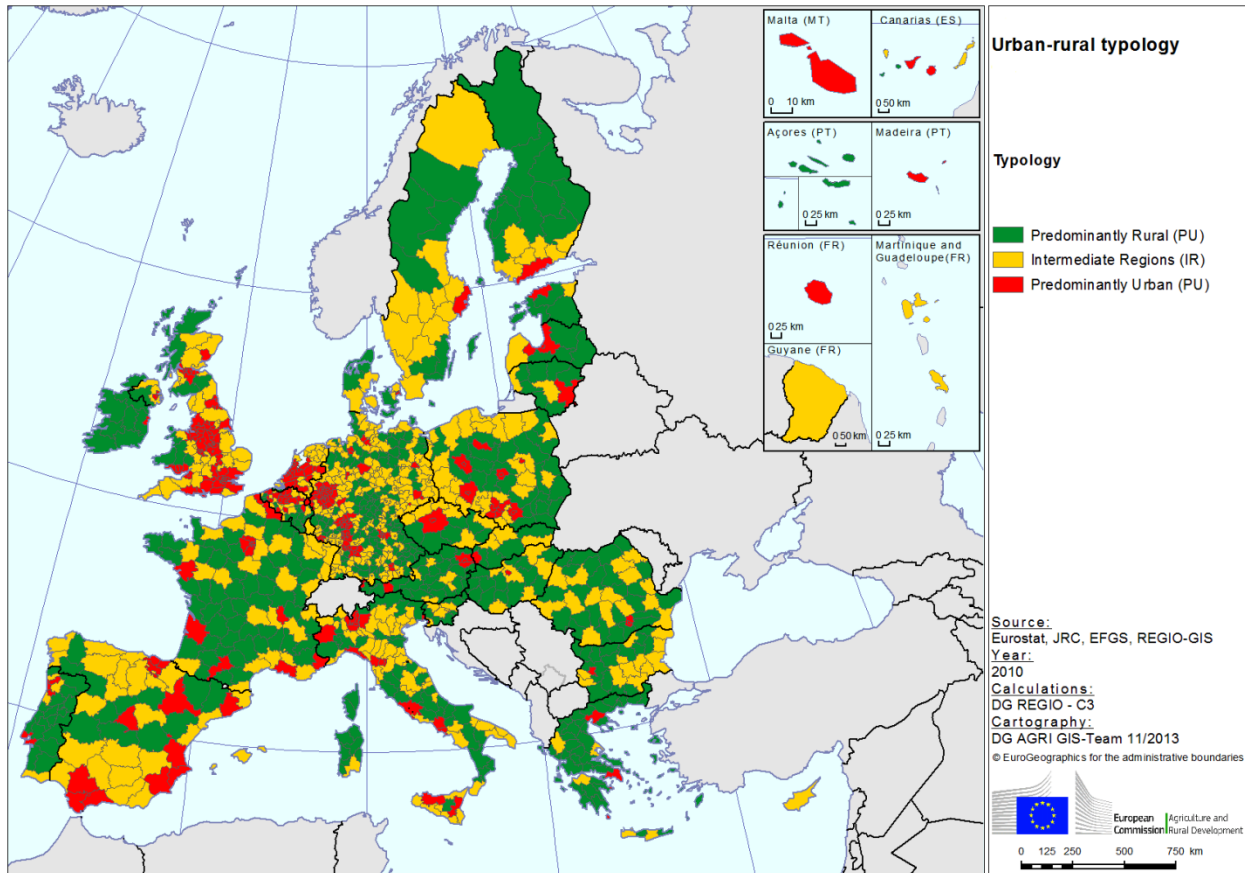 Malta (MT)
0 10 km
Canarias (ES)
0 50 km
Açores (PT)
0 25 km
0 25 km
Madeira (PT)
0 25 km
Réunion (FR)
0 25 km
Martinique and
Guadeloupe(FR)
0 25 km
Guyane (FR)
0 50 km
Urban-rural typology
Typology
Predominantly Rural (PU)
Intermediate Regions (IR)
Predominantly Urban (PU)
Source:
Eurostat, JRC, EFGS, REGIO-GIS
Year:
2010
Calculations:
DG REGIO - C3
Cartography:
DG AGRI GIS-Team 11/2013
© EuroGeographics for the administrative boundaries
European
Commission
Agriculture and
Rural Development
0 125 250 500 750 km